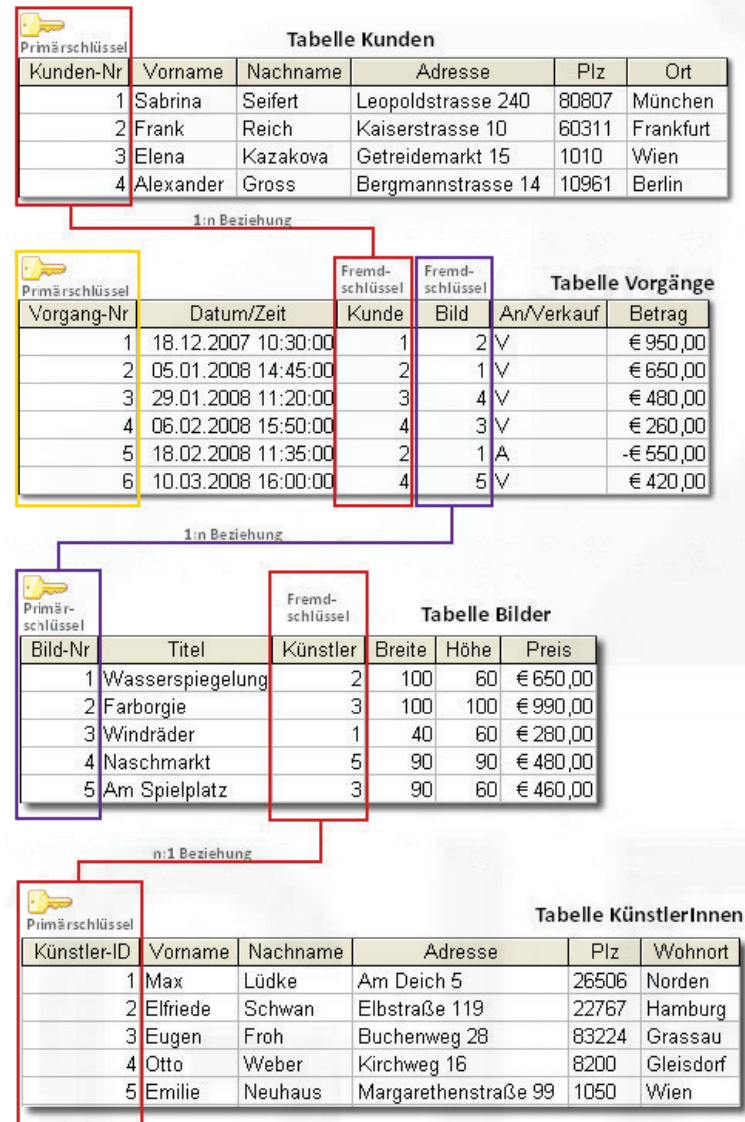 Primärschlüssel
Tabelle Kunden
Kunden-Nr Vorname Nachname Adresse Plz Ort
1 Sabrina Seifert Leopoldstrasse 240 80807 München
2 Frank Reich Kaiserstrasse 10 60311 Frankfurt
3 Elena Kazakova Getreidemarkt 15 1010 Wien
4 Alexander Gross Bergmannstrasse 14 10961 Berlin
1:n Beziehung
Primärschlüssel
Fremd-
schlüssel
Fremd-
schlüssel
Tabelle Vorgänge
Vorgang-Nr Datum/Zeit Kunde Bild An/Verkauf Betrag
1 18.12.2007 10:30:00 1 2 V € 950,00
2 05.01.2008 14:45:00 2 1 V € 650,00
3 29.01.2008 11:20:00 3 4 V € 480,00
4 06.02.2008 15:50:00 4 3 V € 260,00
5 18.02.2008 11:35:00 2 1 A -€ 550,00
6 10.03.2008 16:00:00 4 5 V € 420,00
1:n Beziehung
Primär-
schlüssel
Fremd-
schlüssel
Tabelle Bilder
Bild-Nr Titel Künstler Breite Höhe Preis
1 Wasserspiegelung 2 100 60 € 650,00
2 Farborgie 3 100 100 € 990,00
3 Windräder 1 40 60 € 280,00
4 Naschmarkt 5 90 90 € 480,00
5 Am Spielplatz 3 90 60 € 460,00
n:1 Beziehung
Primärschlüssel
Tabelle KünstlerInnen
Künstler-ID Vorname Nachname Adresse Plz Wohnort
1 Max Lüdke Am Deich 5 26506 Norden
2 Elfriede Schwan Elbstraße 119 22767 Hamburg
3 Eugen Froh Buchenweg 28 83224 Grassau
4 Otto Weber Kirchweg 16 8200 Gleisdorf
5 Emilie Neuhaus Margarethenstraße 99 1050 Wien